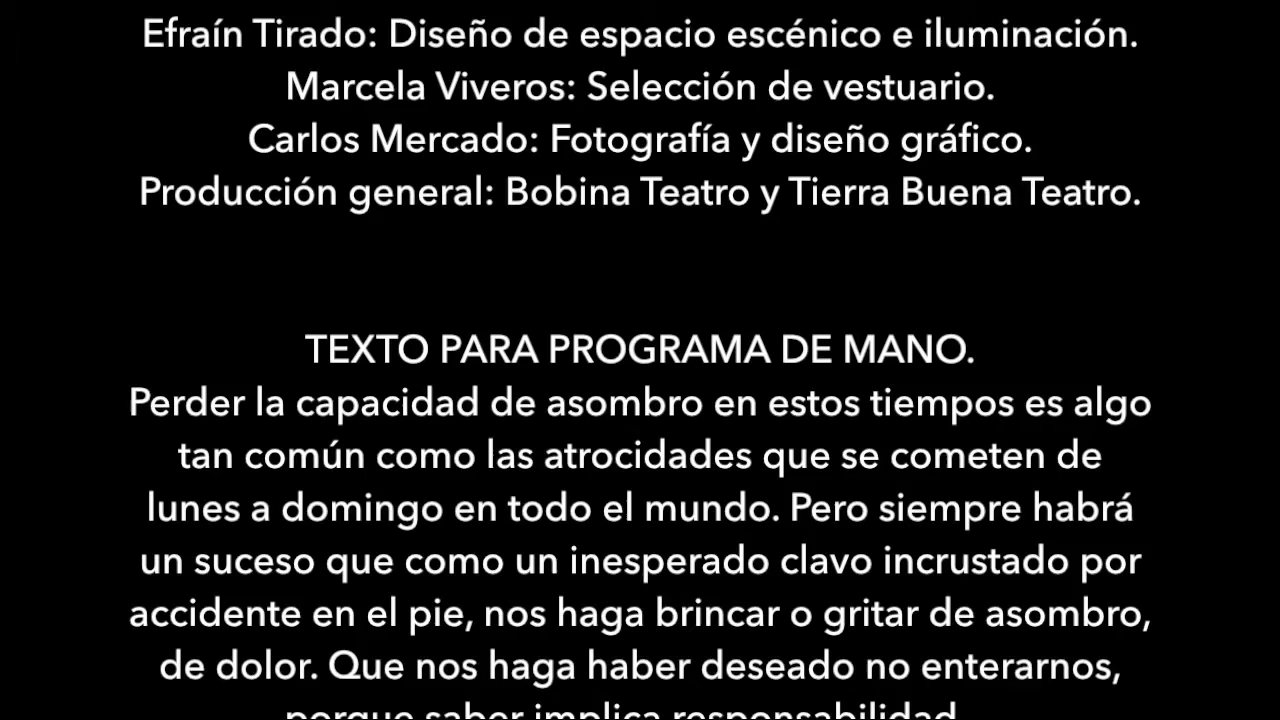 Efraín Tirado: Diseño de espacio escénico e iluminación.
Marcela Viveros: Selección de vestuario.
Carlos Mercado: Fotografía y diseño gráfico.
Producción general: Bobina Teatro y Tierra Buena Teatro.
TEXTO PARA PROGRAMA DE MANO.
Perder la capacidad de asombro en estos tiempos es algo
tan común como las atrocidades que se cometen de
lunes a domingo en todo el mundo. Pero siempre habrá
un suceso que como un inesperado clavo incrustado por
accidente en el pie, nos haga brincar o gritar de asombro,
de dolor. Que nos haga haber deseado no enterarnos,
porque saber implica responsabilidad.